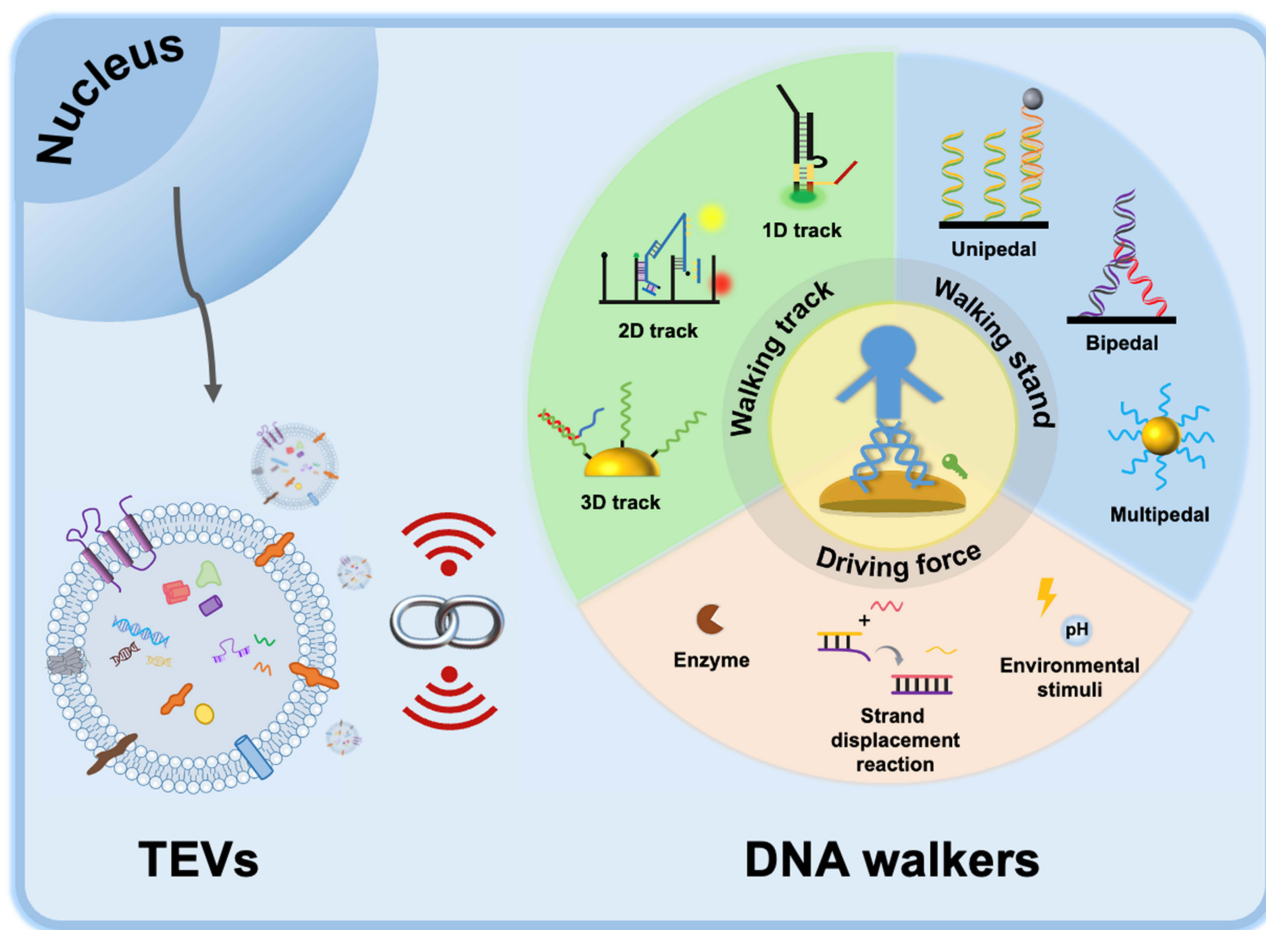 Nucleus
TEVs
Walking track
1D track
2D track
3D track
Walking stand
Unipedal
Bipedal
Multipedal
Driving force
Enzyme
+
Strand
displacement
reaction
pH
Environmental
stimuli
DNA walkers